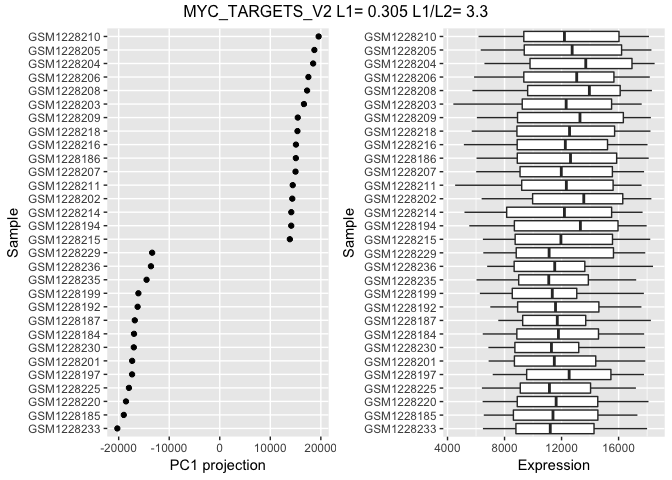 MYC_TARGETS_V2 L1= 0.305 L1/L2= 3.3
Sample
GSM1228210
GSM1228205
GSM1228204
GSM1228206
GSM1228208
GSM1228203
GSM1228209
GSM1228218
GSM1228216
GSM1228186
GSM1228207
GSM1228211
GSM1228202
GSM1228214
GSM1228194
GSM1228215
GSM1228229
GSM1228236
GSM1228235
GSM1228199
GSM1228192
GSM1228187
GSM1228184
GSM1228230
GSM1228201
GSM1228197
GSM1228225
GSM1228220
GSM1228185
GSM1228233
-20000 -10000 0 10000 20000
PC1 projection
Sample
GSM1228210
GSM1228205
GSM1228204
GSM1228206
GSM1228208
GSM1228203
GSM1228209
GSM1228218
GSM1228216
GSM1228186
GSM1228207
GSM1228211
GSM1228202
GSM1228214
GSM1228194
GSM1228215
GSM1228229
GSM1228236
GSM1228235
GSM1228199
GSM1228192
GSM1228187
GSM1228184
GSM1228230
GSM1228201
GSM1228197
GSM1228225
GSM1228220
GSM1228185
GSM1228233
4000 8000 12000 16000
Expression